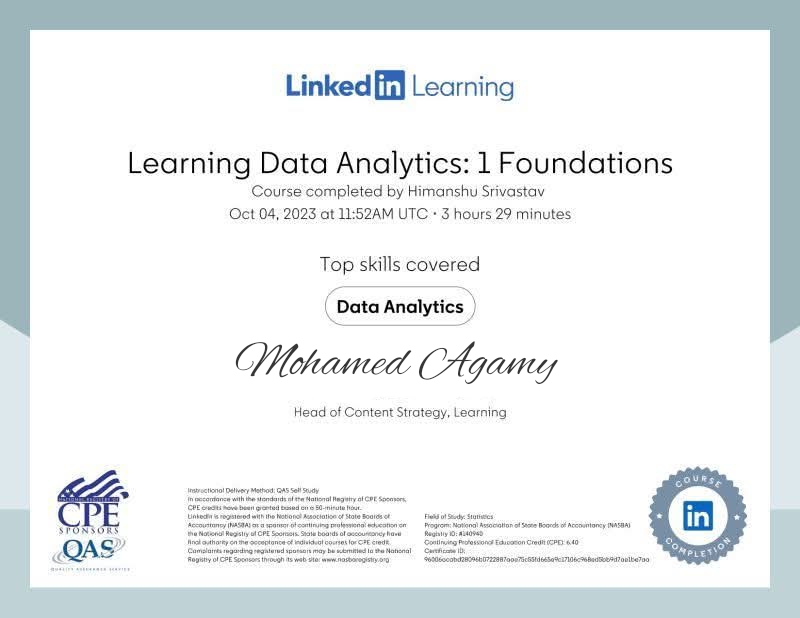 Linked in Learning
Learning Data Analytics: 1 Foundations
Course completed by Himanshu Srivastav
Oct 04, 2023 at 11:52AM UTC • 3 hours 29 minutes
Top skills covered
Data Analytics
Mohamed Agamy
Head of Content Strategy, Learning
NATIONAL REGISTRY OF
CPE
SPONSORS
QAS
QUALITY ASSURANCE SERVICE
Instructional Delivery Method: QAS Self Study
In accordance with the standards of the National Registry of CPE Sponsors,
CPE credits have been granted based on a 50-minute hour.
LinkedIn is registered with the National Association of State Boards of
Accountancy (NASBA) as a sponsor of continuing professional education on
the National Registry of CPE Sponsors. State boards of accountancy have
final authority on the acceptance of individual courses for CPE credit.
Complaints regarding registered sponsors may be submitted to the National
Registry of CPE Sponsors through its web site: www.nasbaregistry.org
Field of Study: Statistics
Program: National Association of State Boards of Accountancy (NASBA)
Registry ID: #140940
Continuing Professional Education Credit (CPE): 6.40
Certificate ID:
COURSE
in
COMPLETION